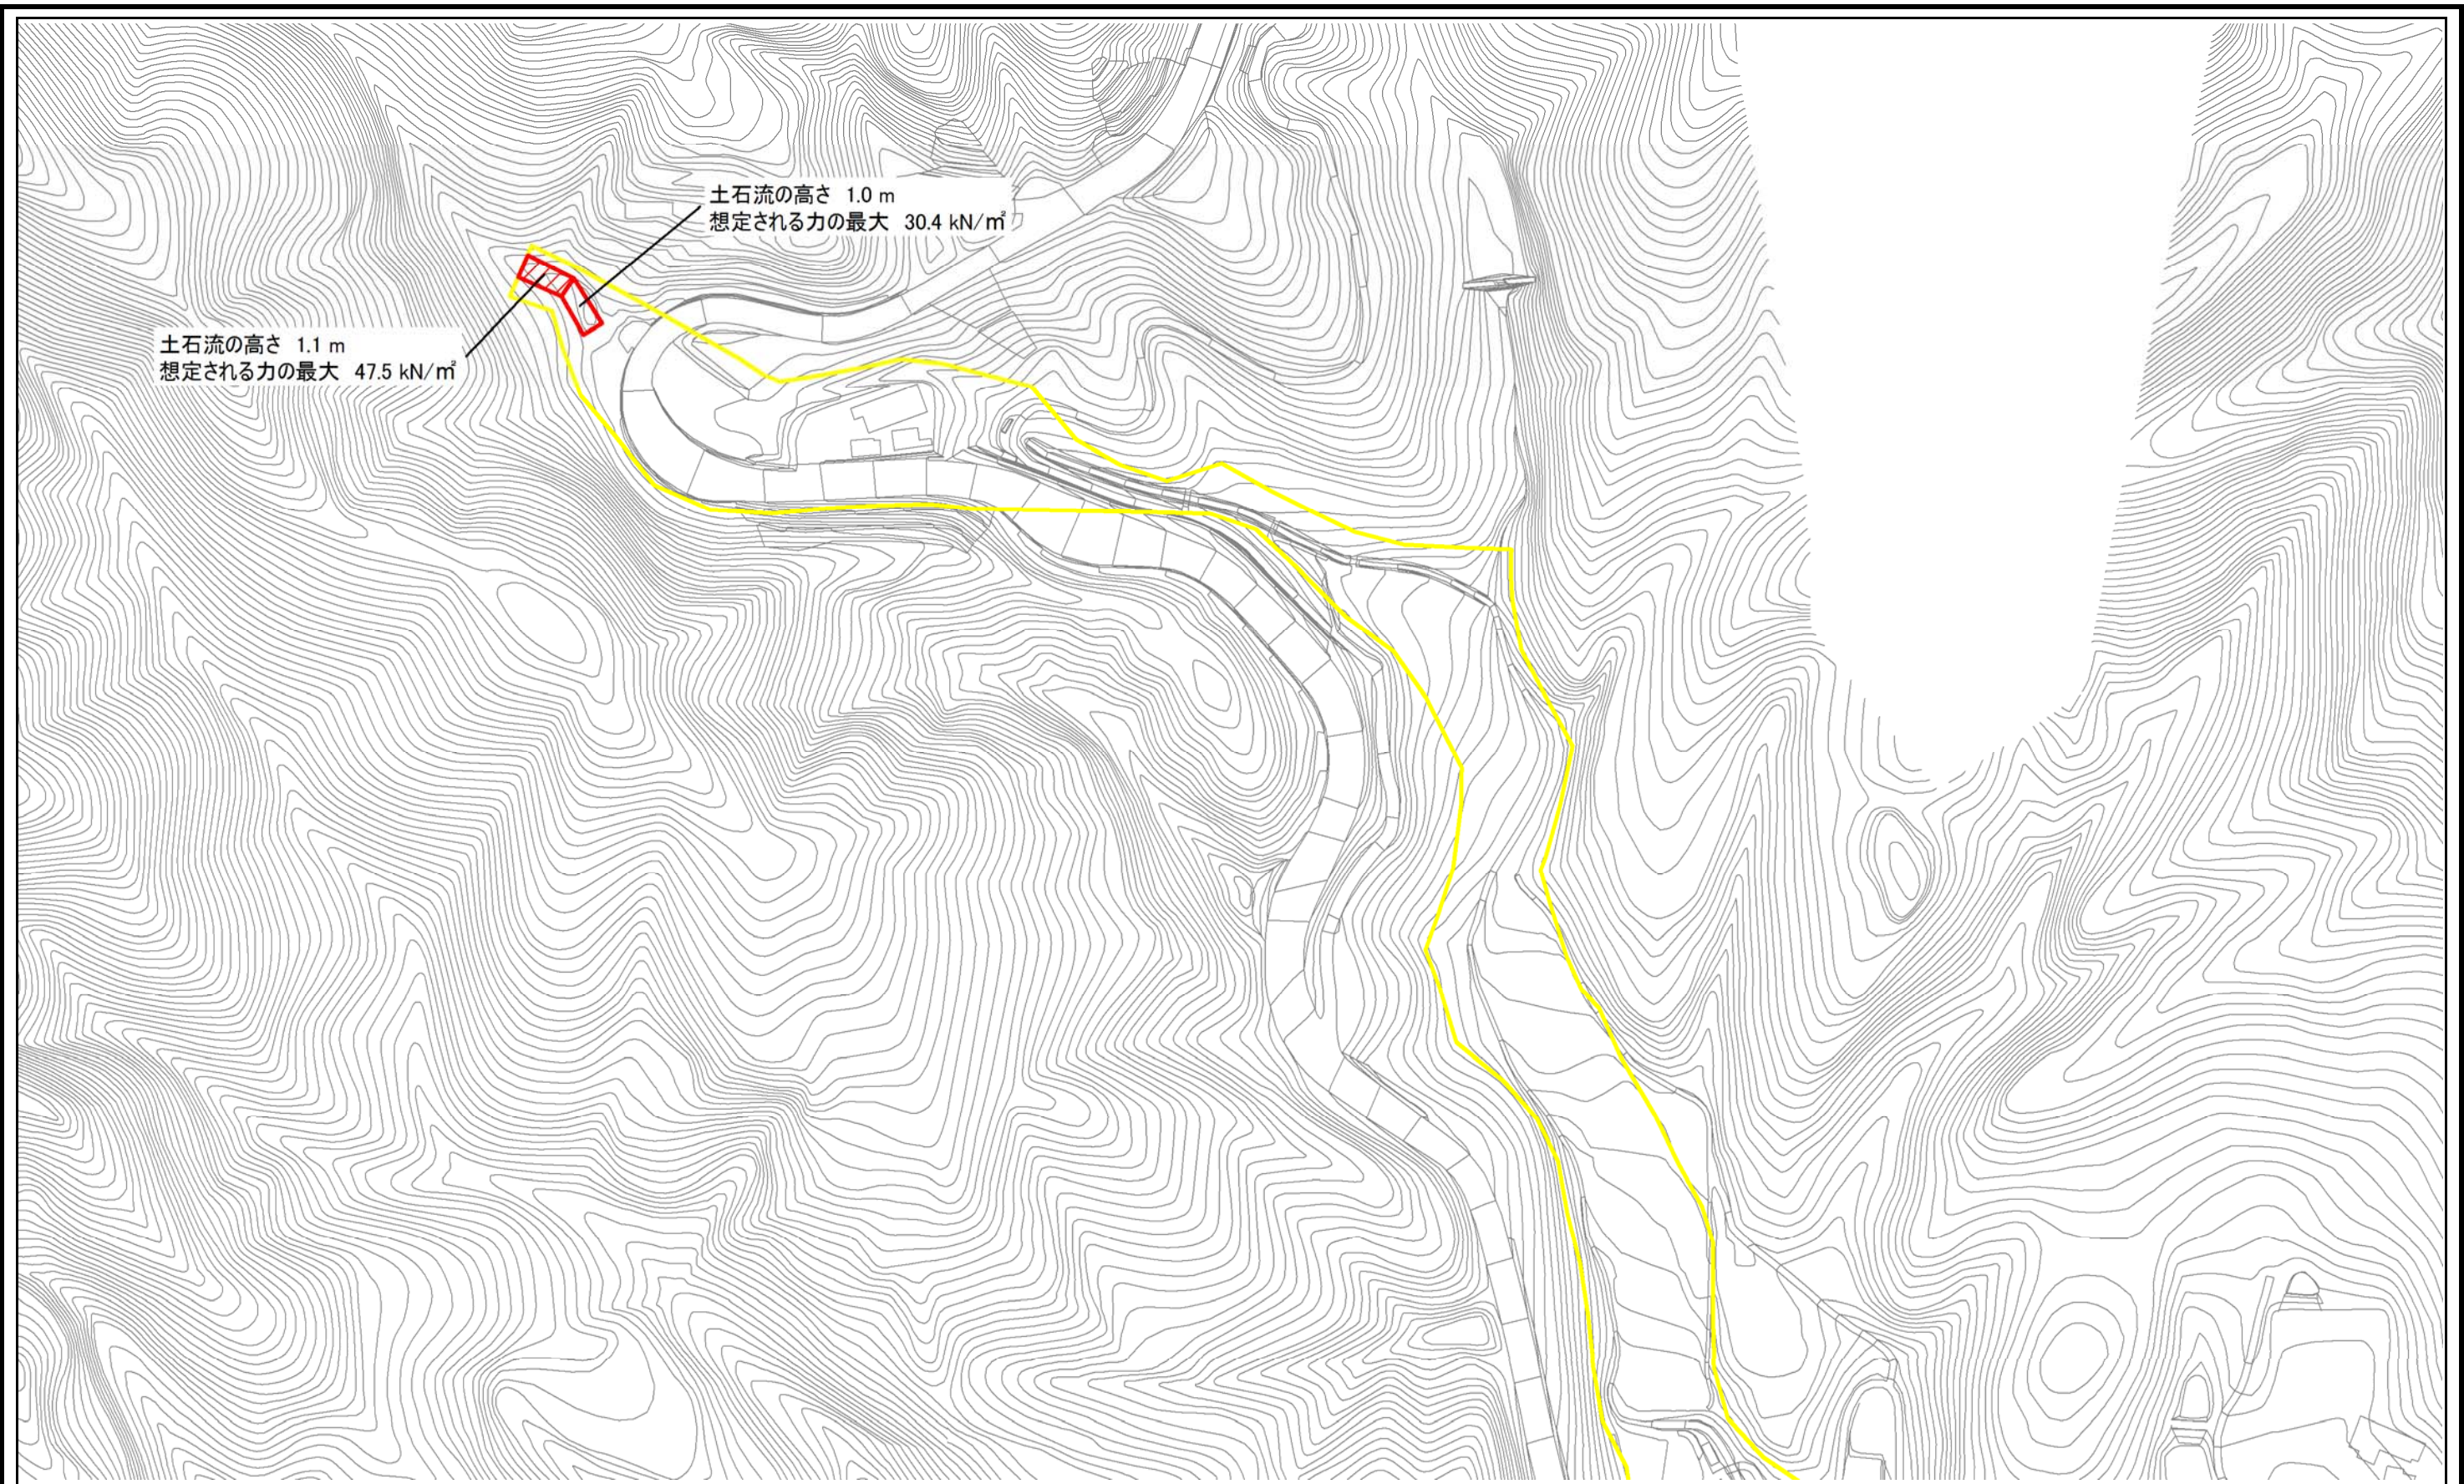 土石流の高さ 1.0 m
想定される力の最大 30.4 kN/㎡
土石流の高さ 1.1 m
想定される力の最大 47.5 kN/㎡